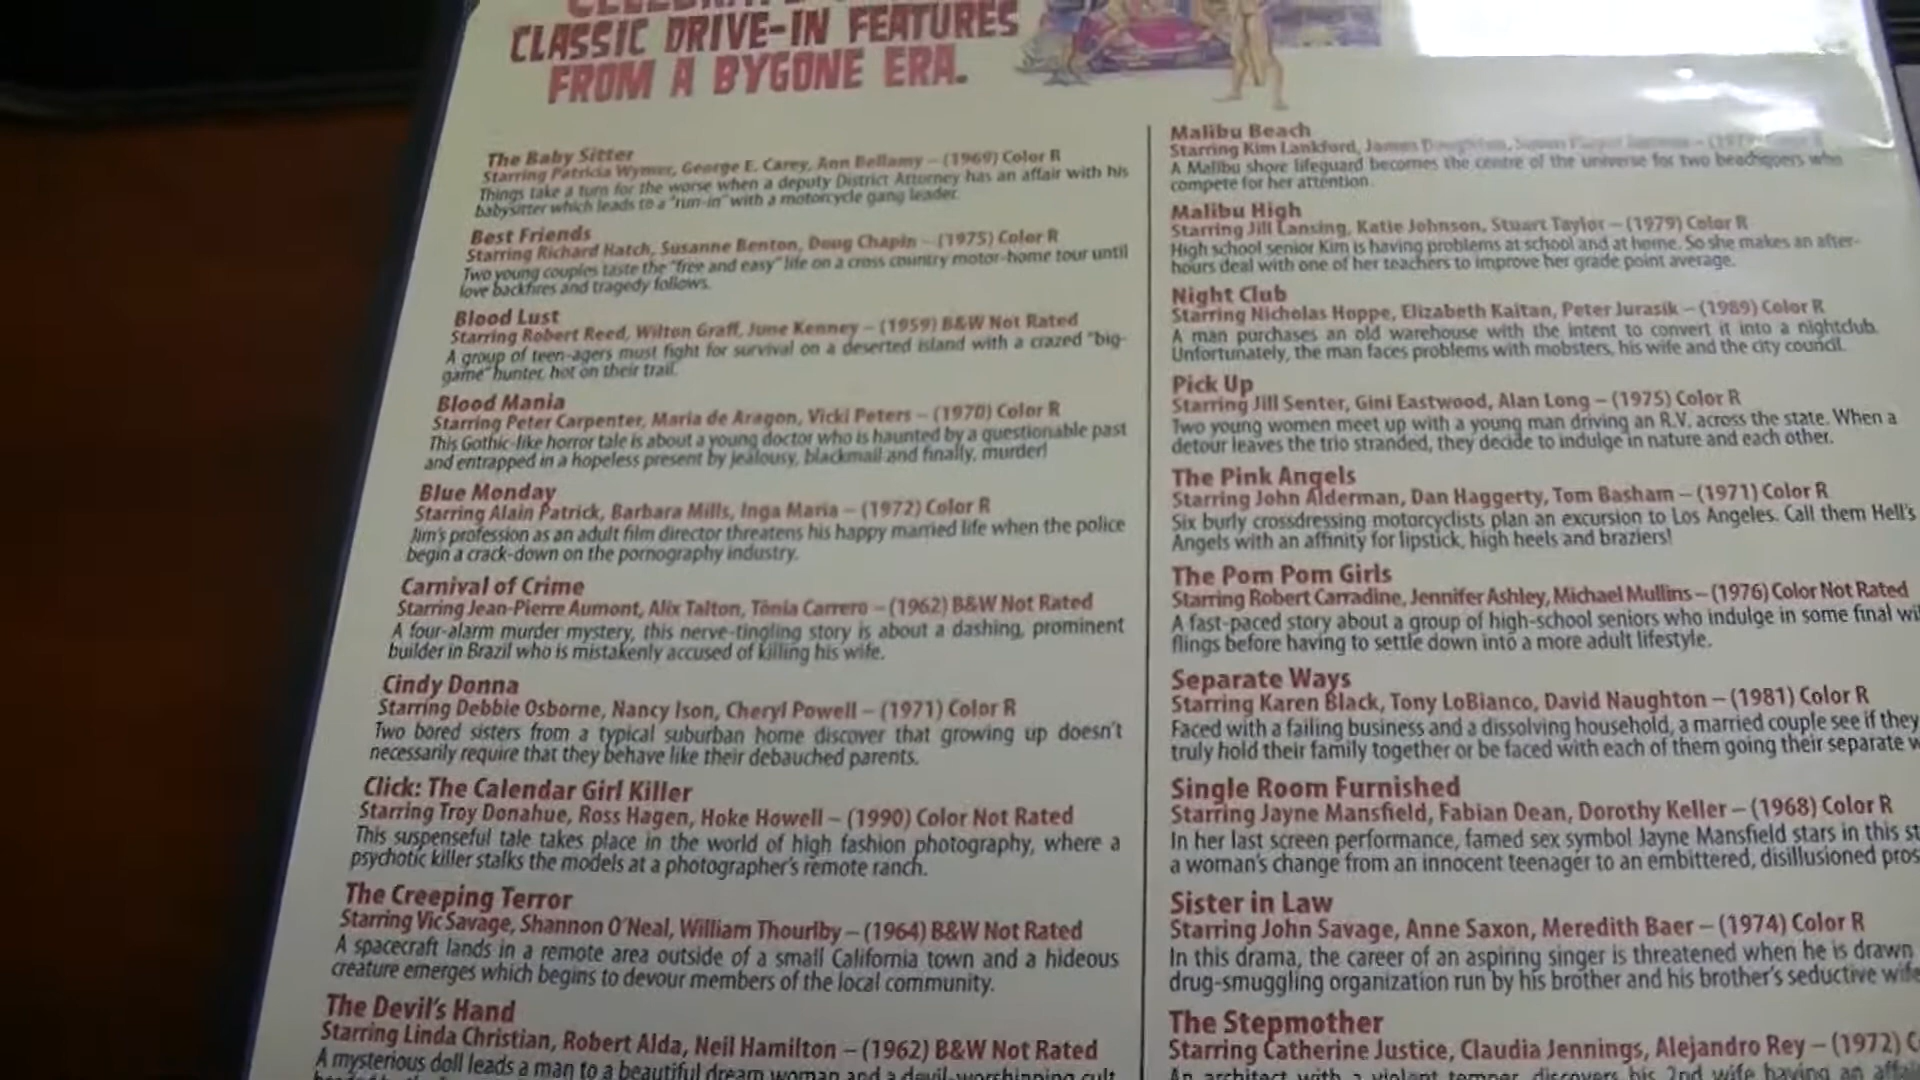 CLASSIC DRIVE-IN FEATURES
FROM A BYGONE ERA.
The Baby Sitter
Starring Patricia Wymer, George E. Carey, Ann Bellamy – (1969) Color R
Things take a turn for the worse when a deputy District Attorney has an affair with his
babysitter which leads to a "run-in" with a motorcycle gang leader.
Best Friends
Starring Richard Hatch, Susanne Benton, Doug Chapin – (1975) Color R
Two young couples taste the "free and easy" life on a cross country motor-home tour until
love backfires and tragedy follows.
Blood Lust
Starring Robert Reed, Wilton Graff, June Kenney – (1959) B&W Not Rated
A group of teen-agers must fight for survival on a deserted island with a crazed "big-
game" hunter, hot on their trail.
Blood Mania
Starring Peter Carpenter, Maria de Aragon, Vicki Peters – (1970) Color R
This Gothic-like horror tale is about a young doctor who is haunted by a questionable past
and entrapped in a hopeless present by jealousy, blackmail and finally, murder!
Blue Monday
Starring Alain Patrick, Barbara Mills, Inga Maria – (1972) Color R
Jim's profession as an adult film director threatens his happy married life when the police
begin a crack-down on the pornography industry.
Carnival of Crime
Starring Jean-Pierre Aumont, Alix Talton, Tônia Carrero – (1962) B&W Not Rated
A four-alarm murder mystery, this nerve-tingling story is about a dashing, prominent
builder in Brazil who is mistakenly accused of killing his wife.
Cindy Donna
Starring Debbie Osborne, Nancy Ison, Cheryl Powell – (1971) Color R
Two bored sisters from a typical suburban home discover that growing up doesn't
necessarily require that they behave like their debauched parents.
Click: The Calendar Girl Killer
Starring Troy Donahue, Ross Hagen, Hoke Howell – (1990) Color Not Rated
This suspenseful tale takes place in the world of high fashion photography, where a
psychotic killer stalks the models at a photographer's remote ranch.
The Creeping Terror
Starring Vic Savage, Shannon O'Neal, William Thourlby – (1964) B&W Not Rated
A spacecraft lands in a remote area outside of a small California town and a hideous
creature emerges which begins to devour members of the local community.
The Devil's Hand
Starring Linda Christian, Robert Alda, Neil Hamilton – (1962) B&W Not Rated
A mysterious doll leads a man to a beautiful dream woman and a devil-worshipping cult
Malibu Beach
Starring Kim Lankford, James
A Malibu shore lifeguard becomes the centre of the universe for two beachgoers who
compete for her attention.
Malibu High
Starring Jill Lansing, Katie Johnson, Stuart Taylor – (1979) Color R
High school senior Kim is having problems at school and at home. So she makes an after-
hours deal with one of her teachers to improve her grade point average.
Night Club
Starring Nicholas Hoppe, Elizabeth Kaitan, Peter Jurasik – (1989) Color R
A man purchases an old warehouse with the intent to convert it into a nightclub.
Unfortunately, the man faces problems with mobsters, his wife and the city council.
Pick Up
Starring Jill Senter, Gini Eastwood, Alan Long – (1975) Color R
Two young women meet up with a young man driving an R.V. across the state. When a
detour leaves the trio stranded, they decide to indulge in nature and each other.
The Pink Angels
Starring John Alderman, Dan Haggerty, Tom Basham – (1971) Color R
Six burly crossdressing motorcyclists plan an excursion to Los Angeles. Call them Hell's
Angels with an affinity for lipstick, high heels and braziers!
The Pom Pom Girls
Starring Robert Carradine, Jennifer Ashley, Michael Mullins – (1976) Color Not Rated
A fast-paced story about a group of high-school seniors who indulge in some final
flings before having to settle down into a more adult lifestyle.
Separate Ways
Starring Karen Black, Tony LoBianco, David Naughton – (1981) Color R
Faced with a failing business and a dissolving household, a married couple see if they
truly hold their family together or be faced with each of them going their separate
Single Room Furnished
Starring Jayne Mansfield, Fabian Dean, Dorothy Keller – (1968) Color R
In her last screen performance, famed sex symbol Jayne Mansfield stars in this
a woman's change from an innocent teenager to an embittered, disillusioned
Sister in Law
Starring John Savage, Anne Saxon, Meredith Baer – (1974) Color R
In this drama, the career of an aspiring singer is threatened when he is drawn
drug-smuggling organization run by his brother and his brother's seductive wife
The Stepmother
Starring Catherine Justice, Claudia Jennings, Alejandro Rey – (1972)
An architect with a violent temper, discovers his 2nd wife having an